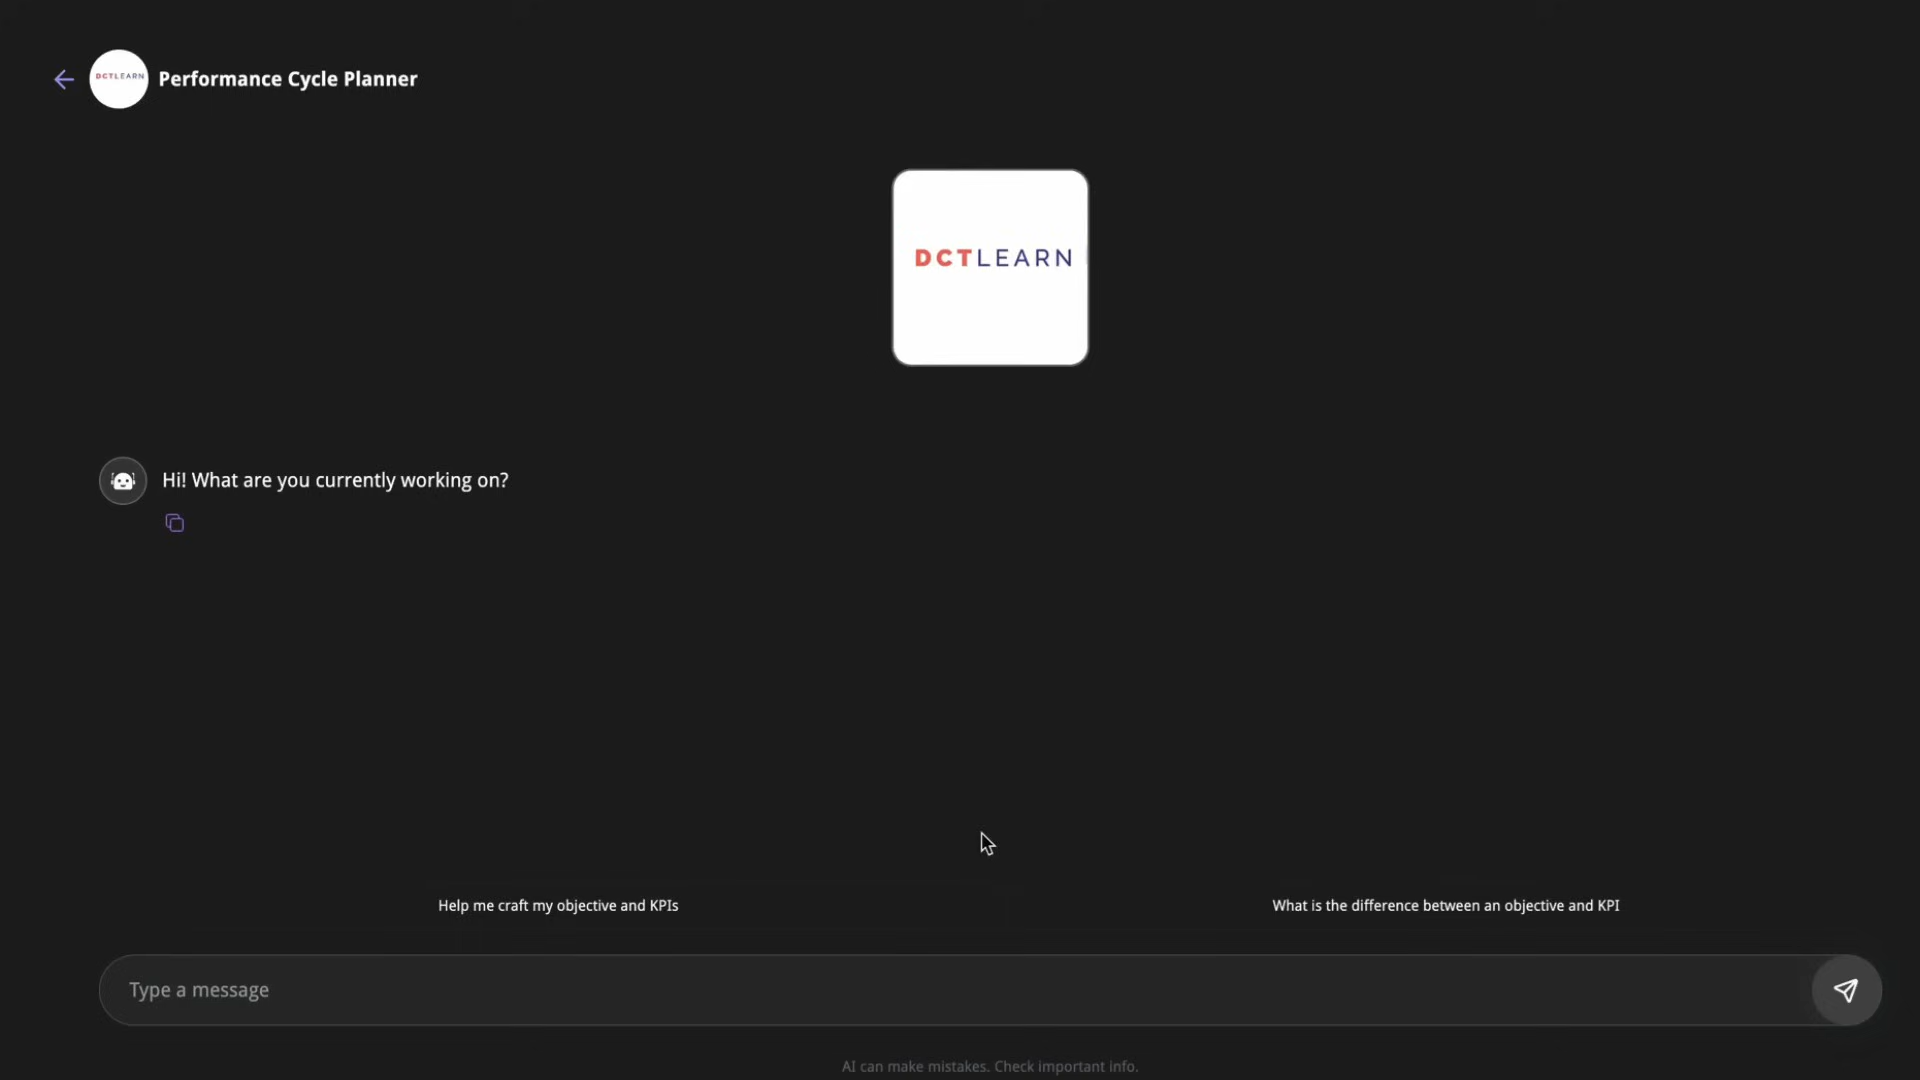 DCTLEARN
Performance Cycle Planner
DCTLEARN
Hi! What are you currently working on?
Help me craft my objective and KPIs
What is the difference between an objective and KPI
Type a message
AI can make mistakes. Check important info.